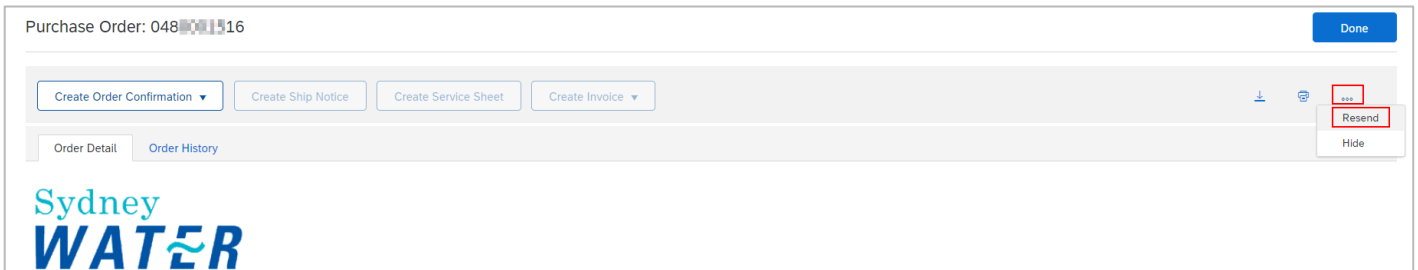 Purchase Order: 048 16
Done
Create Order Confirmation
Create Ship Notice
Create Service Sheet
Create Invoice
Resend
Hide
Order Detail
Order History
Sydney
WATER